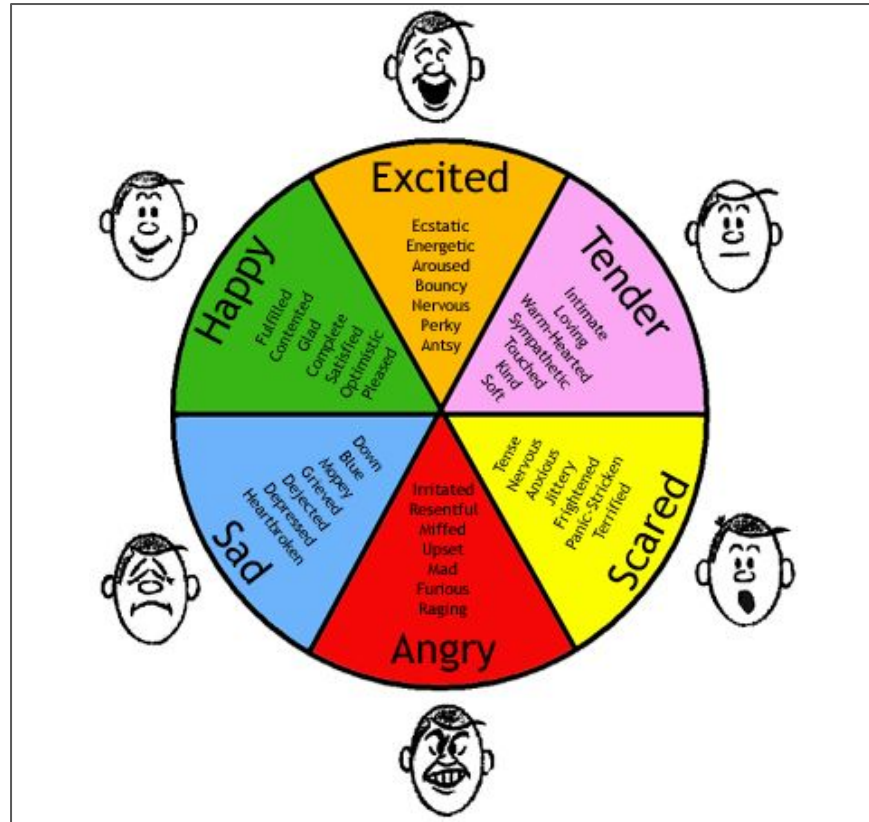 Excited
Ecstatic
Energetic
Aroused
Bouncy
Nervous
Perky
Antsy
Tender
Intimate
Loving
Warm-Hearted
Sympathetic
Touched
Kind
Soft
Scared
Tense
Nervous
Anxious
Jittery
Frightened
Panic-Stricken
Terrified
Irritated
Resentful
Miffed
Upset
Mad
Furious
Raging
Angry
Sad
Down
Blue
Mopey
Grieved
Dejected
Depressed
Heartbroken
Happy
Fulfilled
Contented
Glad
Complete
Satisfied
Optimistic
Pleased